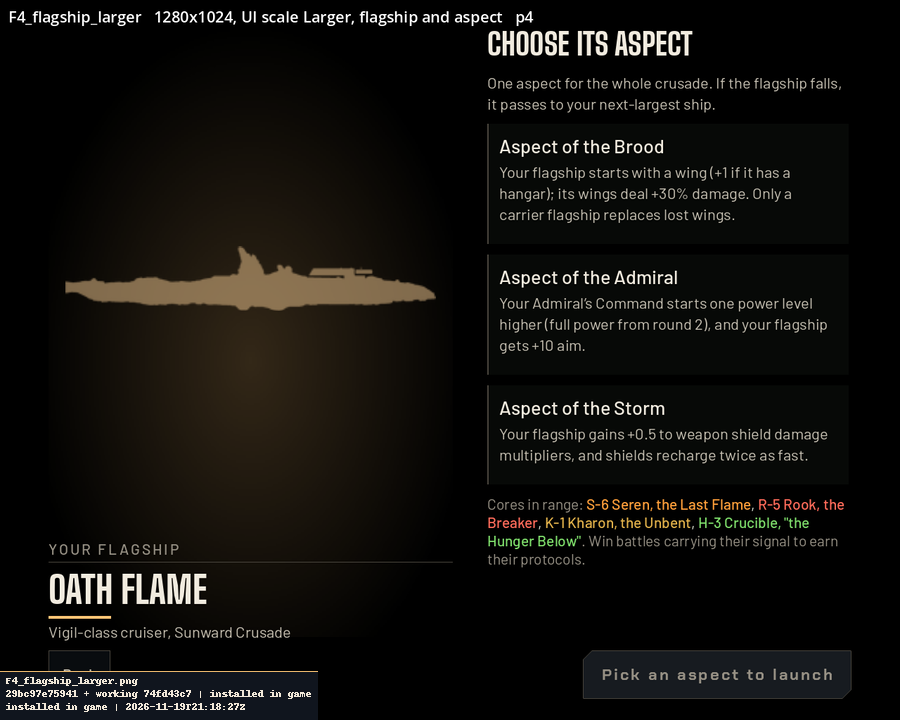 F4_flagship_larger 1280x1024, UI scale Larger, flagship and aspect p4
CHOOSE ITS ASPECT
One aspect for the whole crusade. If the flagship falls,
it passes to your next-largest ship.
Aspect of the Brood
Your flagship starts with a wing (+1 if it has a
hangar); its wings deal +30% damage. Only a
carrier flagship replaces lost wings.
Aspect of the Admiral
Your Admiral's Command starts one power level
higher (full power from round 2), and your flagship
gets +10 aim.
Aspect of the Storm
Your flagship gains +0.5 to weapon shield damage
multipliers, and shields recharge twice as fast.
Cores in range: S-6 Seren, the Last Flame, R-5 Rook, the
Breaker, K-1 Kharon, the Unbent, H-3 Crucible, "the
Hunger Below". Win battles carrying their signal to earn
their protocols.
YOUR FLAGSHIP
OATH FLAME
Vigil-class cruiser, Sunward Crusade
Pick an aspect to launch
F4_flagship_larger.png
29bc97e75941 + working 74fd43c7 | installed in game
installed in game | 2026-11-19T21:18:27Z